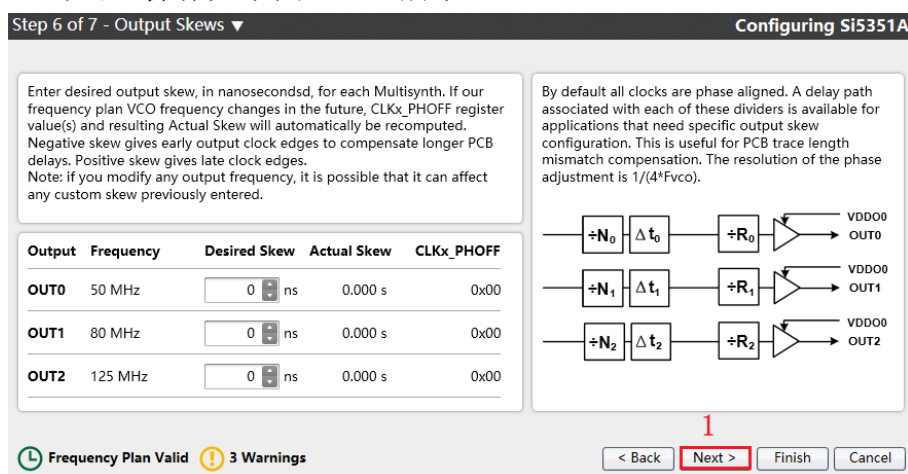 Step 6 of 7 - Output Skews ▼
Configuring Si5351A
Enter desired output skew, in nanosecondsd, for each Multisynth. If our
frequency plan VCO frequency changes in the future, CLKx_PHOFF register
value(s) and resulting Actual Skew will automatically be recomputed.
Negative skew gives early output clock edges to compensate longer PCB
delays. Positive skew gives late clock edges.
Note: if you modify any output frequency, it is possible that it can affect
any custom skew previously entered.
By default all clocks are phase aligned. A delay path
associated with each of these dividers is available for
applications that need specific output skew
configuration. This is useful for PCB trace length
mismatch compensation. The resolution of the phase
adjustment is 1/(4*Fvco).
Output Frequency Desired Skew Actual Skew CLKx_PHOFF
OUT0 50 MHz 0 ns 0.000 s 0x00
OUT1 80 MHz 0 ns 0.000 s 0x00
OUT2 125 MHz 0 ns 0.000 s 0x00
VDDO0
÷N₀ Δt₀ ÷R₀ OUT0
VDDO0
÷N₁ Δt₁ ÷R₁ OUT1
VDDO0
÷N₂ Δt₂ ÷R₂ OUT2
1
Frequency Plan Valid 3 Warnings
< Back Next > Finish Cancel